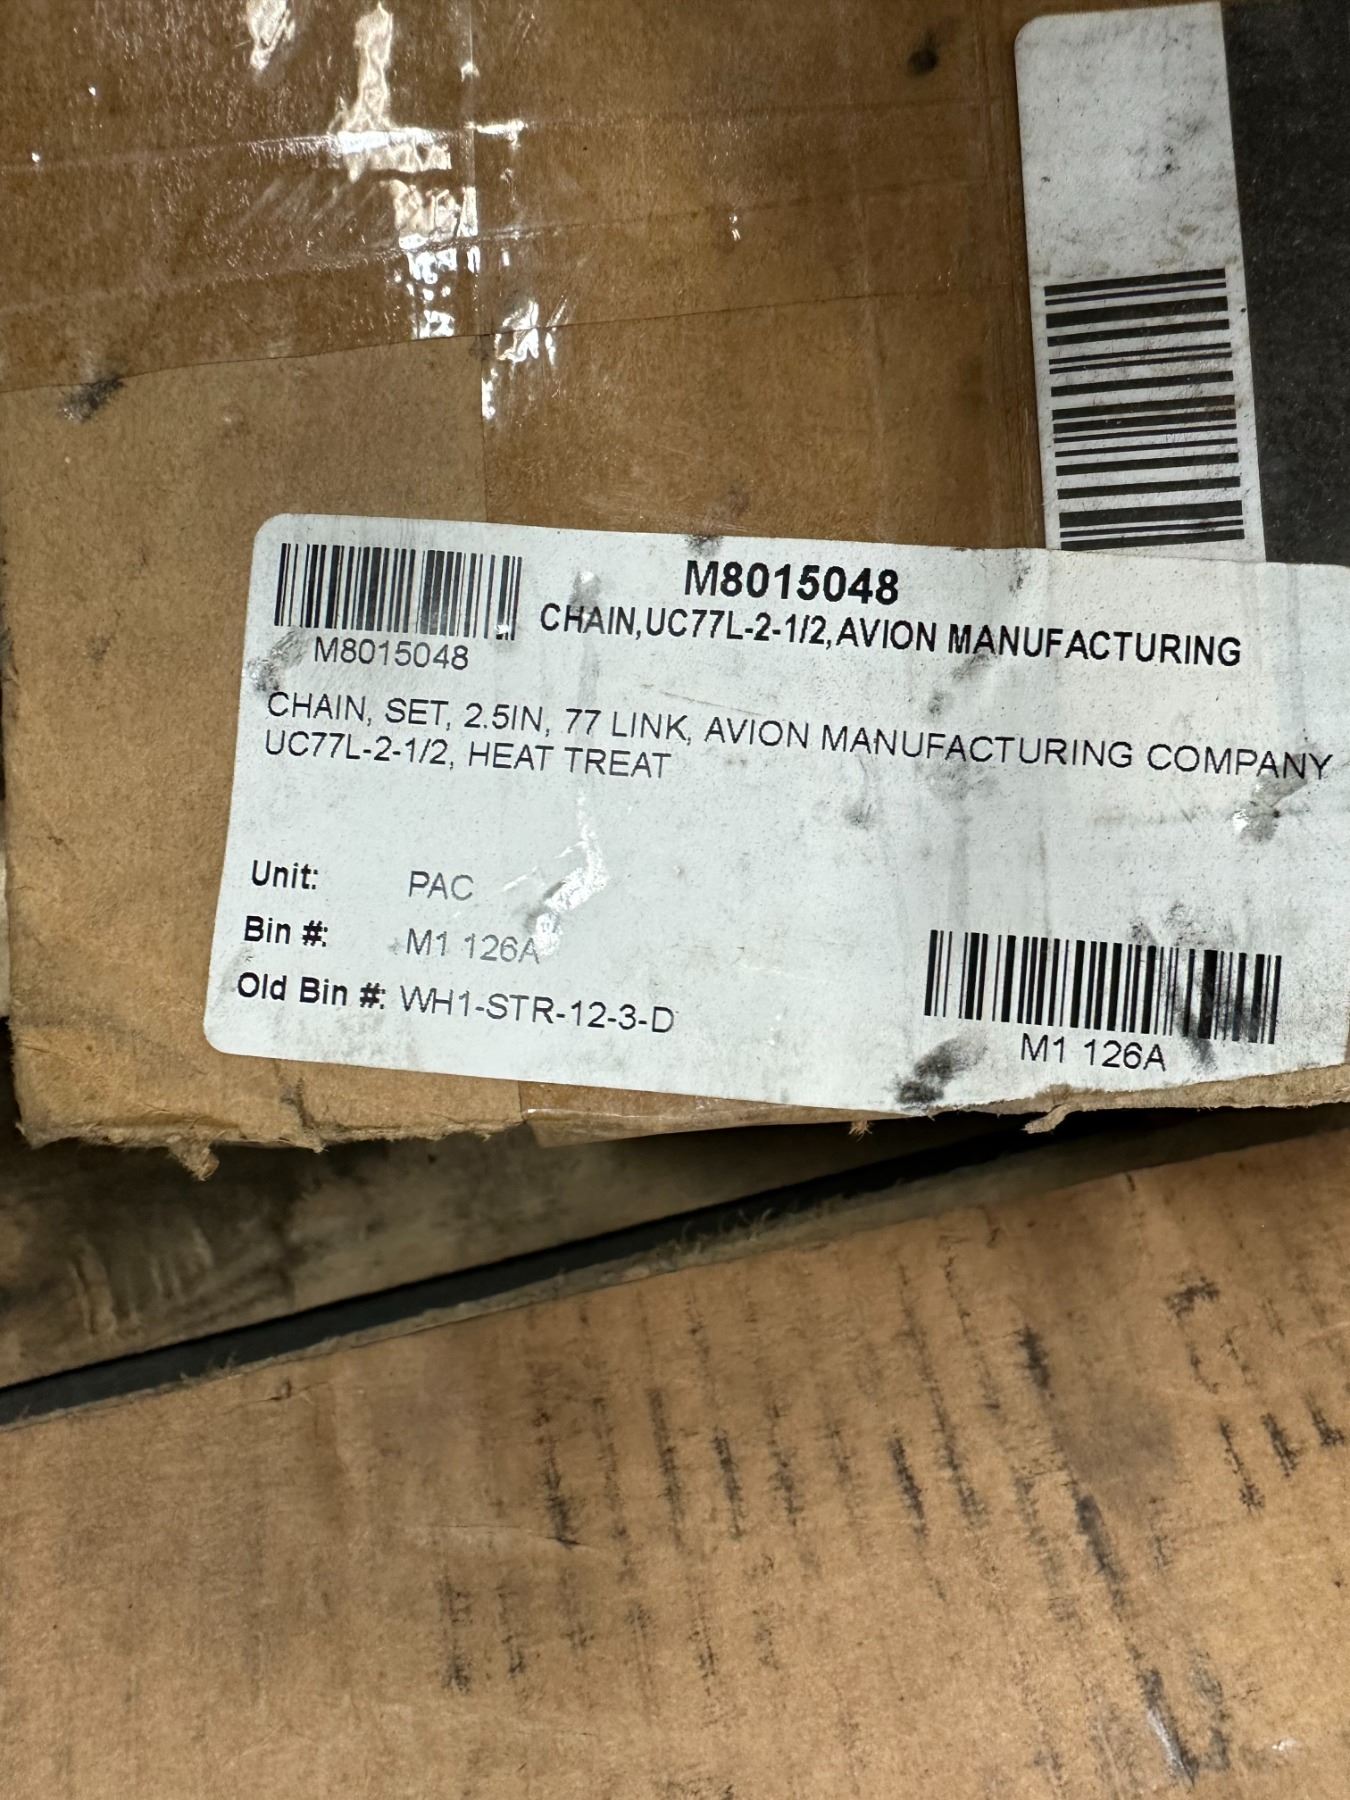 M8015048
CHAIN,UC77L-2-1/2,AVION MANUFACTURING
M8015048
CHAIN, SET, 2.5IN, 77 LINK, AVION MANUFACTURING COMPANY
UC77L-2-1/2, HEAT TREAT
Unit: PAC
Bin #: M1 126A
Old Bin #: WH1-STR-12-3-D
M1 126A